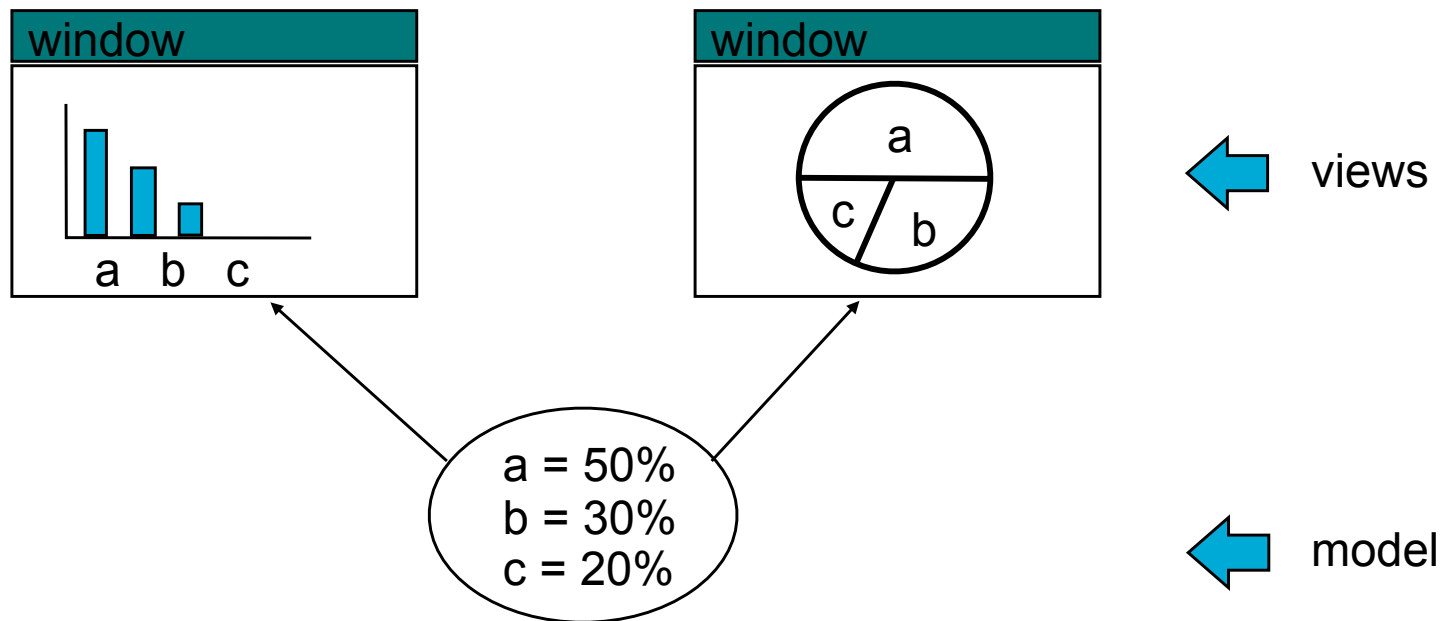 window
window
a
views
c
b
a b c
a = 50%
b = 30%
c = 20%
model